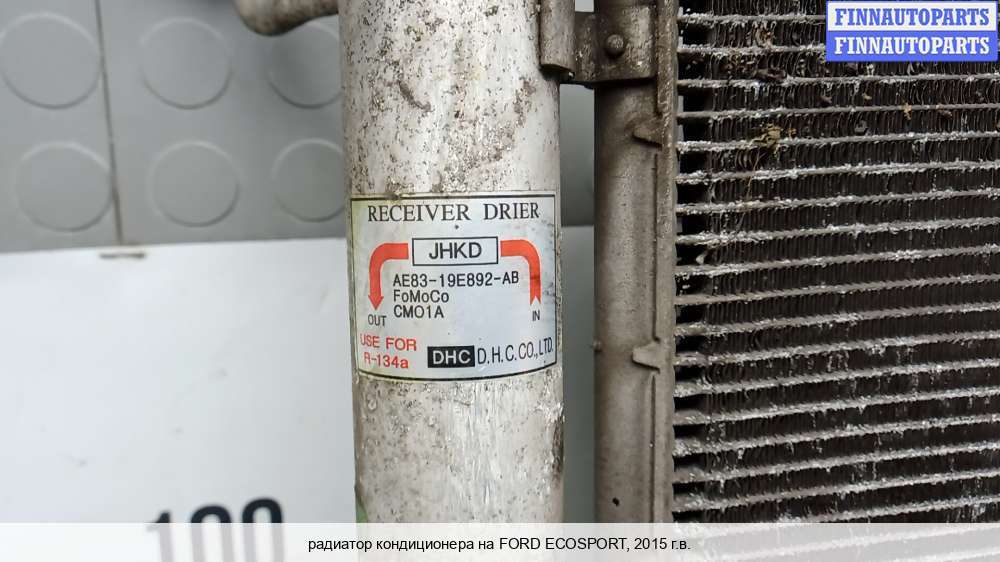 FINNAUTOPARTS
FINNAUTOPARTS
RECEIVER DRIER
JHKD
AE83-19E892-AB
FoMoCo
CM01A
OUT
IN
USE FOR
R-134a
DHC D.H.C.CO.,LTD.
100
радиатор кондиционера на FORD ECOSPORT, 2015 г.в.